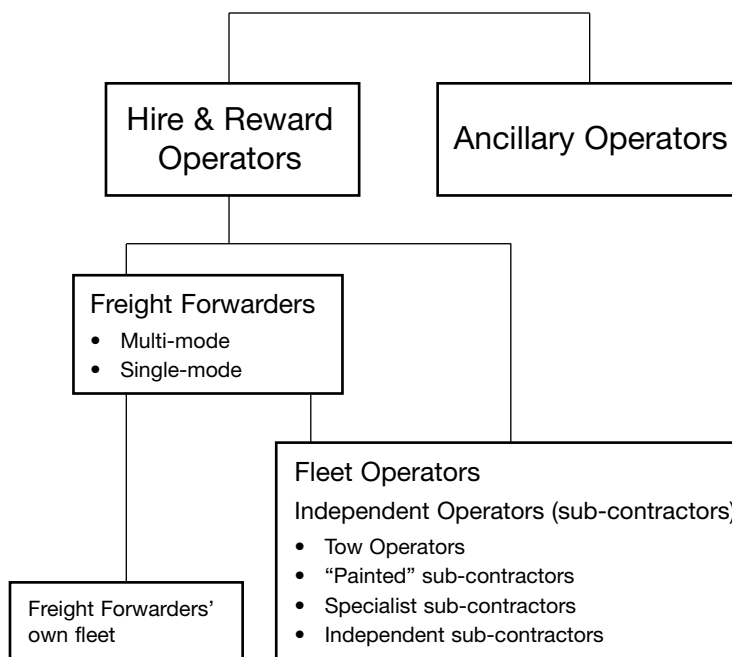 Hire & Reward
Operators
Ancillary Operators
Freight Forwarders
• Multi-mode
• Single-mode
Fleet Operators
Independent Operators (sub-contractors)
• Tow Operators
• “Painted” sub-contractors
• Specialist sub-contractors
• Independent sub-contractors
Freight Forwarders’
own fleet